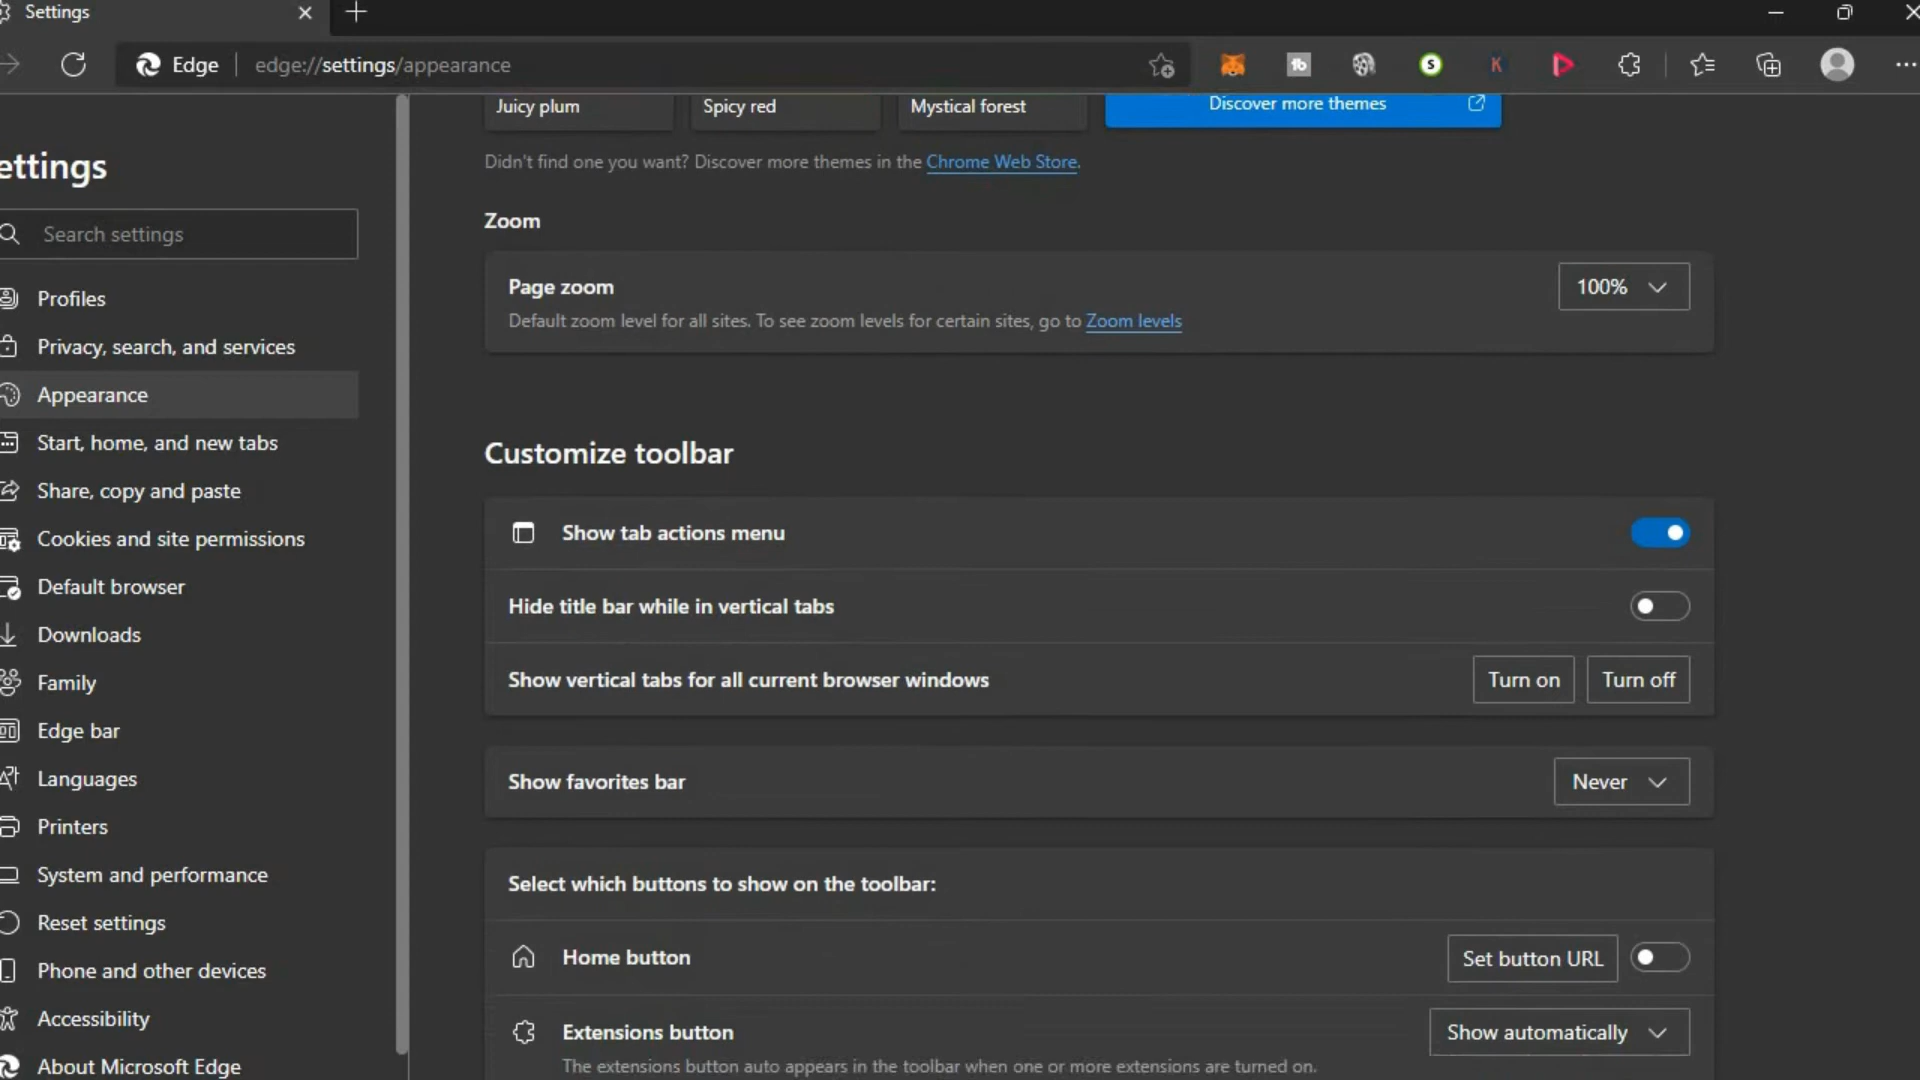 Settings
Edge
edge://settings/appearance
tb
S
K
ettings
Search settings
Profiles
Privacy, search, and services
Appearance
Start, home, and new tabs
Share, copy and paste
Cookies and site permissions
Default browser
Downloads
Family
Edge bar
Languages
Printers
System and performance
Reset settings
Phone and other devices
Accessibility
About Microsoft Edge
Juicy plum
Spicy red
Mystical forest
Discover more themes
Didn't find one you want? Discover more themes in the Chrome Web Store.
Zoom
Page zoom
100%
Default zoom level for all sites. To see zoom levels for certain sites, go to Zoom levels
Customize toolbar
Show tab actions menu
Hide title bar while in vertical tabs
Show vertical tabs for all current browser windows
Turn on
Turn off
Show favorites bar
Never
Select which buttons to show on the toolbar:
Home button
Set button URL
Extensions button
Show automatically
The extensions button auto appears in the toolbar when one or more extensions are turned on.